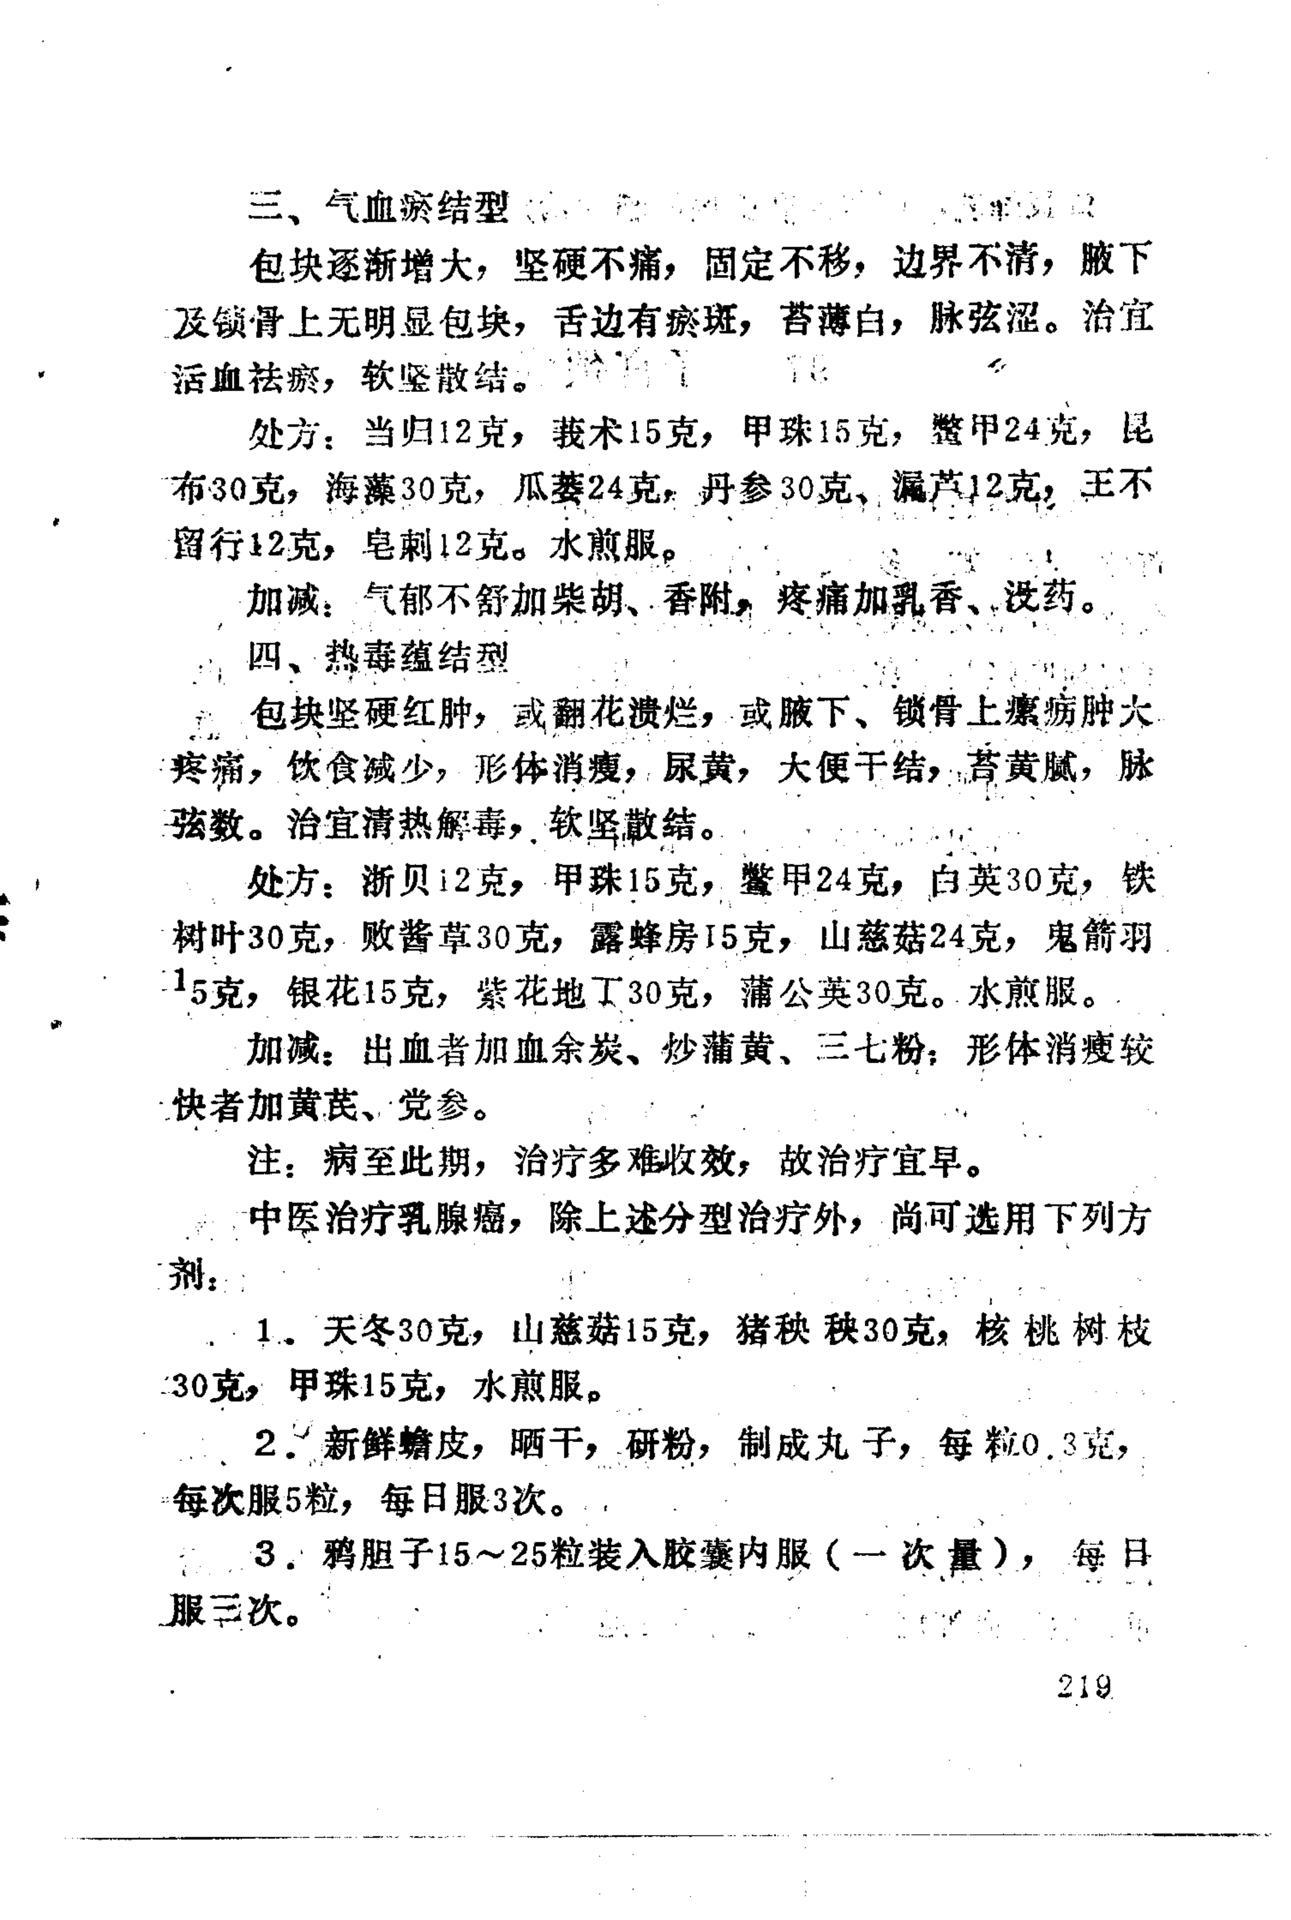 三、气血瘀结型
包块逐渐增大，坚硬不痛，固定不移，边界不清，腋下
及锁骨上无明显包块，舌边有瘀斑，苔薄白，脉弦涩。治宜
活血祛瘀，软坚散结。
处方：当归12克，莪术15克，甲珠15克，鳖甲24克，昆
布30克，海藻30克，瓜蒌24克，丹参30克、漏芦12克，王不
留行12克，皂刺12克。水煎服。
加减：气郁不舒加柴胡、香附，疼痛加乳香、没药。
四、热毒蕴结型
包块坚硬红肿，或翻花溃烂，或腋下、锁骨上瘰疬肿大
疼痛，饮食减少，形体消瘦，尿黄，大便干结，苔黄腻，脉
弦数。治宜清热解毒，软坚散结。
处方：浙贝12克，甲珠15克，鳖甲24克，白英30克，铁
树叶30克，败酱草30克，露蜂房15克，山慈菇24克，鬼箭羽
15克，银花15克，紫花地丁30克，蒲公英30克。水煎服。
加减：出血者加血余炭、炒蒲黄、三七粉；形体消瘦较
快者加黄芪、党参。
注：病至此期，治疗多难收效，故治疗宜早。
中医治疗乳腺癌，除上述分型治疗外，尚可选用下列方
剂：
1．天冬30克，山慈菇15克，猪秧秧30克，核桃树枝
30克，甲珠15克，水煎服。
2．新鲜蟾皮，晒干，研粉，制成丸子，每粒0.3克，
每次服5粒，每日服3次。
3．鸦胆子15～25粒装入胶囊内服（一次量），每日
服三次。
219